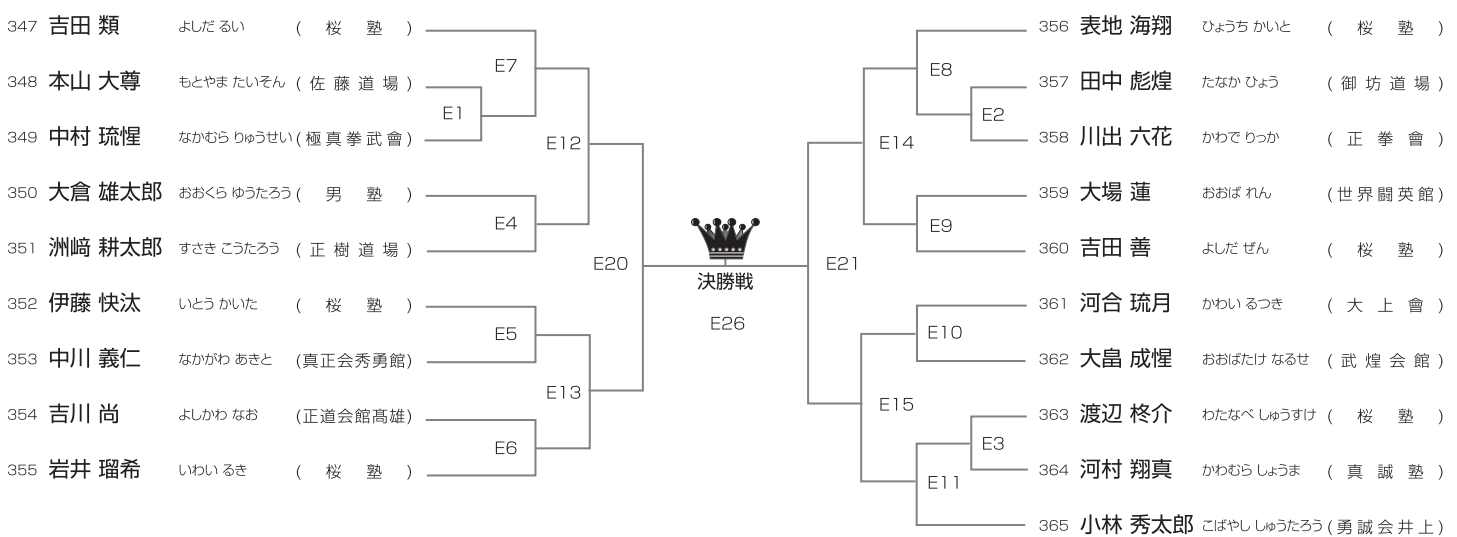 347 吉田 類 よしだ るい ( 桜 塾 )
348 本山 大尊 もとやま たいそん ( 佐 藤 道 場 )
349 中村 琉惺 なかむら りゅうせい ( 極 真 拳 武 會 )
350 大倉 雄太郎 おおくら ゆうたろう ( 男 塾 )
351 洲﨑 耕太郎 すさき こうたろう ( 正 樹 道 場 )
352 伊藤 快汰 いとう かいた ( 桜 塾 )
353 中川 義仁 なかがわ あきと (真正会秀勇館)
354 吉川 尚 よしかわ なお (正道会館髙雄)
355 岩井 瑠希 いわい るき ( 桜 塾 )
E7
E1
E12
E4
E20
E5
E13
E6
決勝戦
E26
E8
E2
E14
E9
E21
E10
E15
E3
E11
356 表地 海翔 ひょうち かいと ( 桜 塾 )
357 田中 彪煌 たなか ひょう ( 御 坊 道 場 )
358 川出 六花 かわで りっか ( 正 拳 會 )
359 大場 蓮 おおば れん ( 世 界 闘 英 館 )
360 吉田 善 よしだ ぜん ( 桜 塾 )
361 河合 琉月 かわい るつき ( 大 上 會 )
362 大畠 成惺 おおばたけ なるせ ( 武 煌 会 館 )
363 渡辺 柊介 わたなべ しゅうすけ ( 桜 塾 )
364 河村 翔真 かわむら しょうま ( 真 誠 塾 )
365 小林 秀太郎 こばやし しゅうたろう ( 勇 誠 会 井 上 )